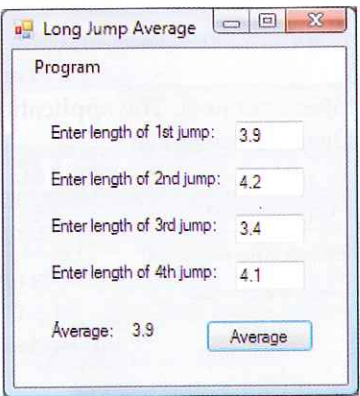 Long Jump Average
Program
Enter length of 1st jump: 3.9
Enter length of 2nd jump: 4.2
Enter length of 3rd jump: 3.4
Enter length of 4th jump: 4.1
Average: 3.9 Average